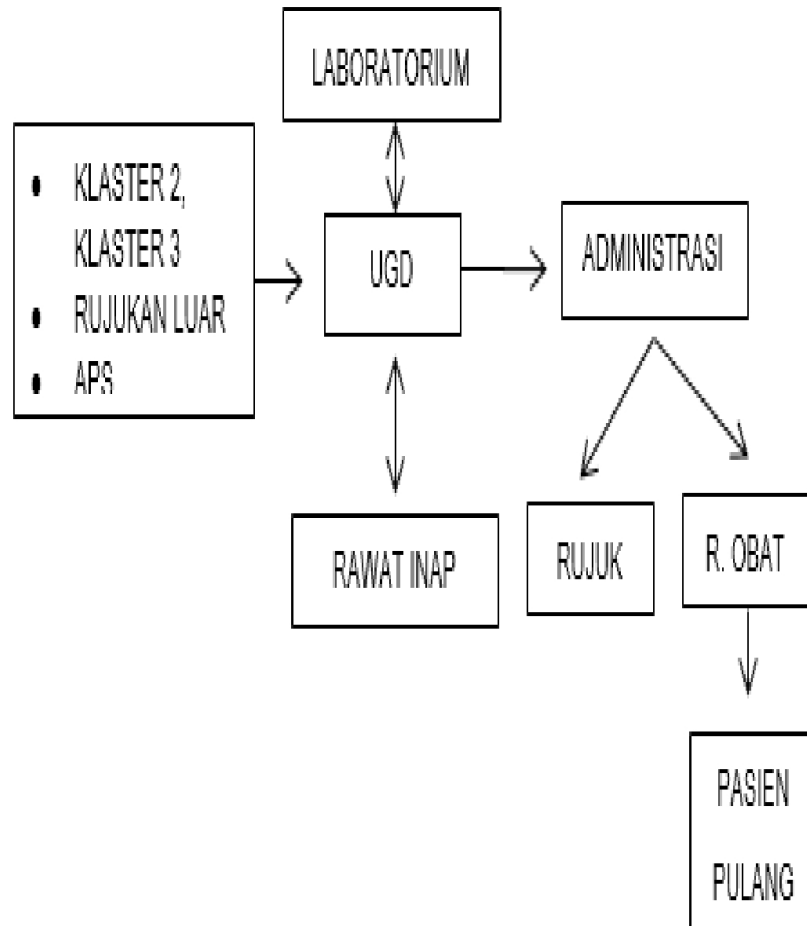 LABORATORIUM
• KLASTER 2,
KLASTER 3
• RUJUKAN LUAR
• APS
UGD
ADMINISTRASI
RAWAT INAP
RUJUK
R. OBAT
PASIEN
PULANG